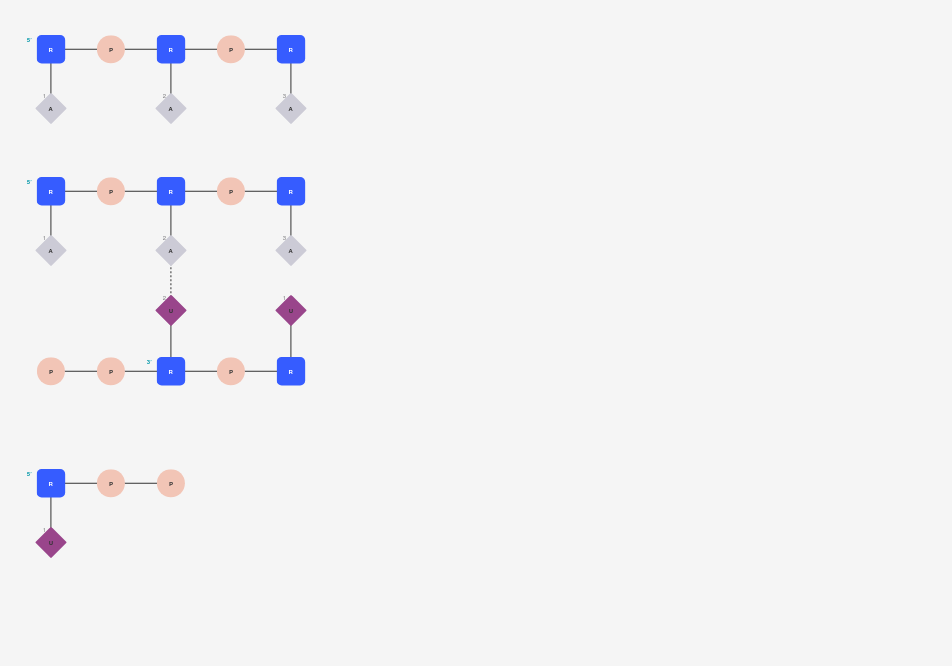 5' R P R P R
1 2 3
A A A
5' R P R P R
1 2 3
A A A
2 1
U U
3'
P P R P R
5' R P P
1
U